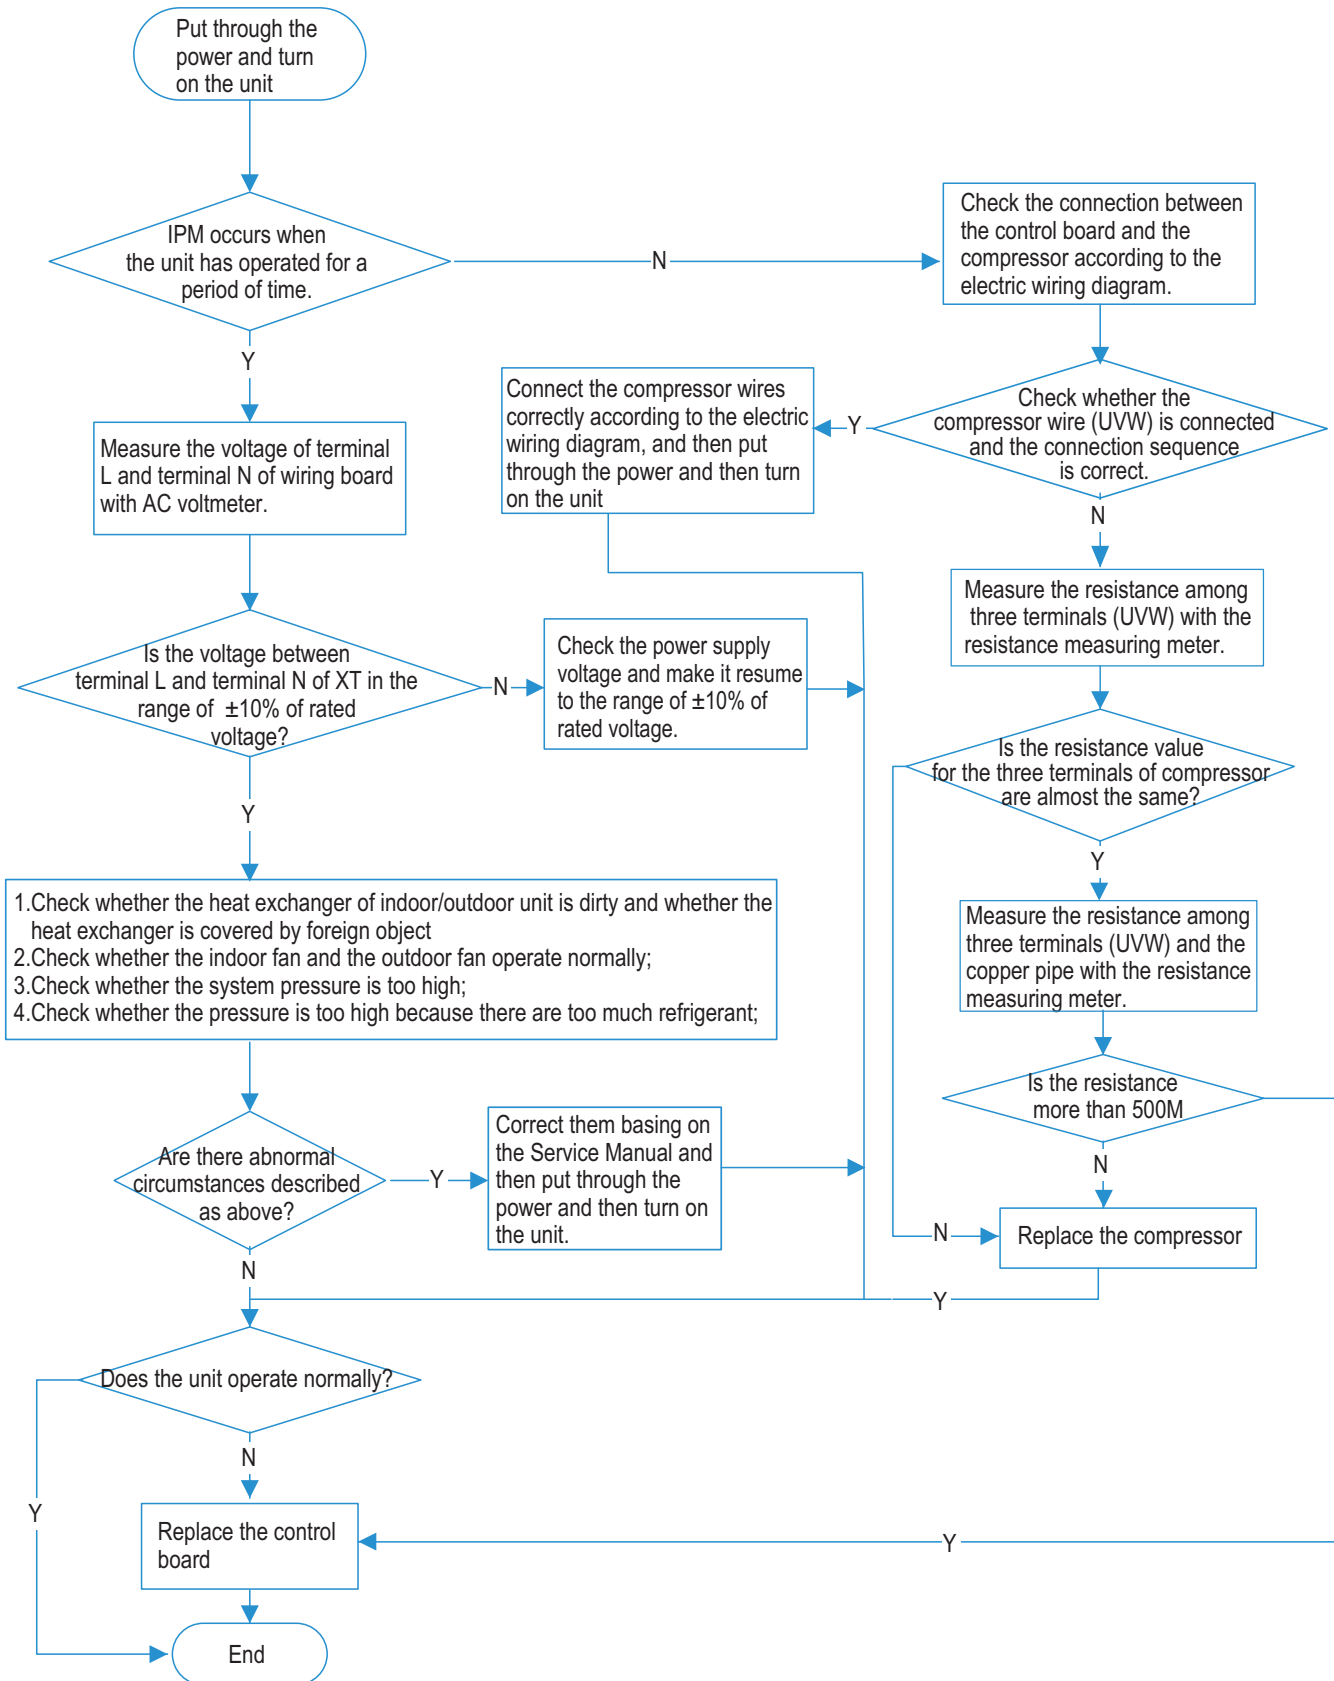 Put through the
power and turn
on the unit
IPM occurs when
the unit has operated for a
period of time.
N
Check the connection between
the control board and the
compressor according to the
electric wiring diagram.
Y
Connect the compressor wires
correctly according to the electric
wiring diagram, and then put
through the power and then turn
on the unit
Y
Check whether the
compressor wire (UVW) is connected
and the connection sequence
is correct.
Measure the voltage of terminal
L and terminal N of wiring board
with AC voltmeter.
N
Measure the resistance among
three terminals (UVW) with the
resistance measuring meter.
Is the voltage between
terminal L and terminal N of XT in the
range of ±10% of rated
voltage?
N
Check the power supply
voltage and make it resume
to the range of ±10% of
rated voltage.
Is the resistance value
for the three terminals of compressor
are almost the same?
Y
Y
1.Check whether the heat exchanger of indoor/outdoor unit is dirty and whether the
heat exchanger is covered by foreign object
2.Check whether the indoor fan and the outdoor fan operate normally;
3.Check whether the system pressure is too high;
4.Check whether the pressure is too high because there are too much refrigerant;
Measure the resistance among
three terminals (UVW) and the
copper pipe with the resistance
measuring meter.
Is the resistance
more than 500M
Are there abnormal
circumstances described
as above?
Y
Correct them basing on
the Service Manual and
then put through the
power and then turn on
the unit.
N
N
Replace the compressor
N
Y
Does the unit operate normally?
N
Y
Replace the control
board
Y
End